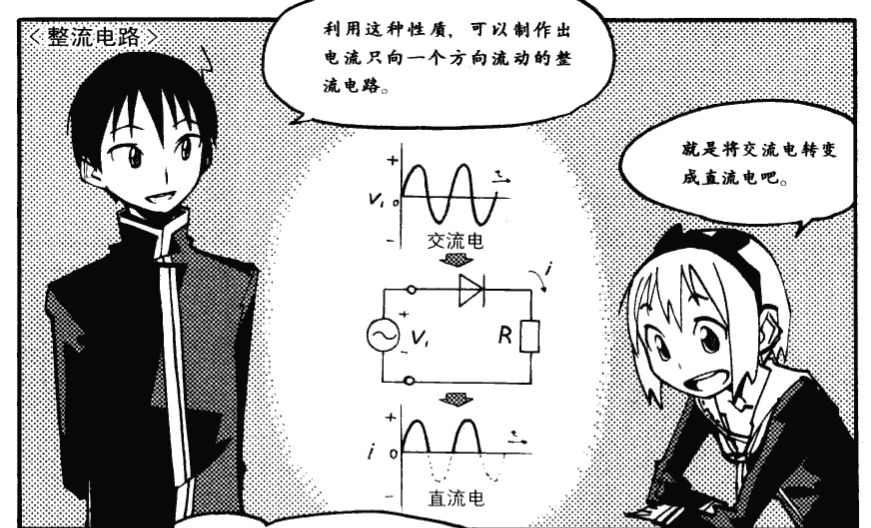 <整流电路>
利用这种性质，可以制作出
电流只向一个方向流动的整
流电路。
就是将交流电转变
成直流电吧。
+
t
V₁ 0
-
交流电
i
+
V₁
-
R
+
t
i 0
-
直流电